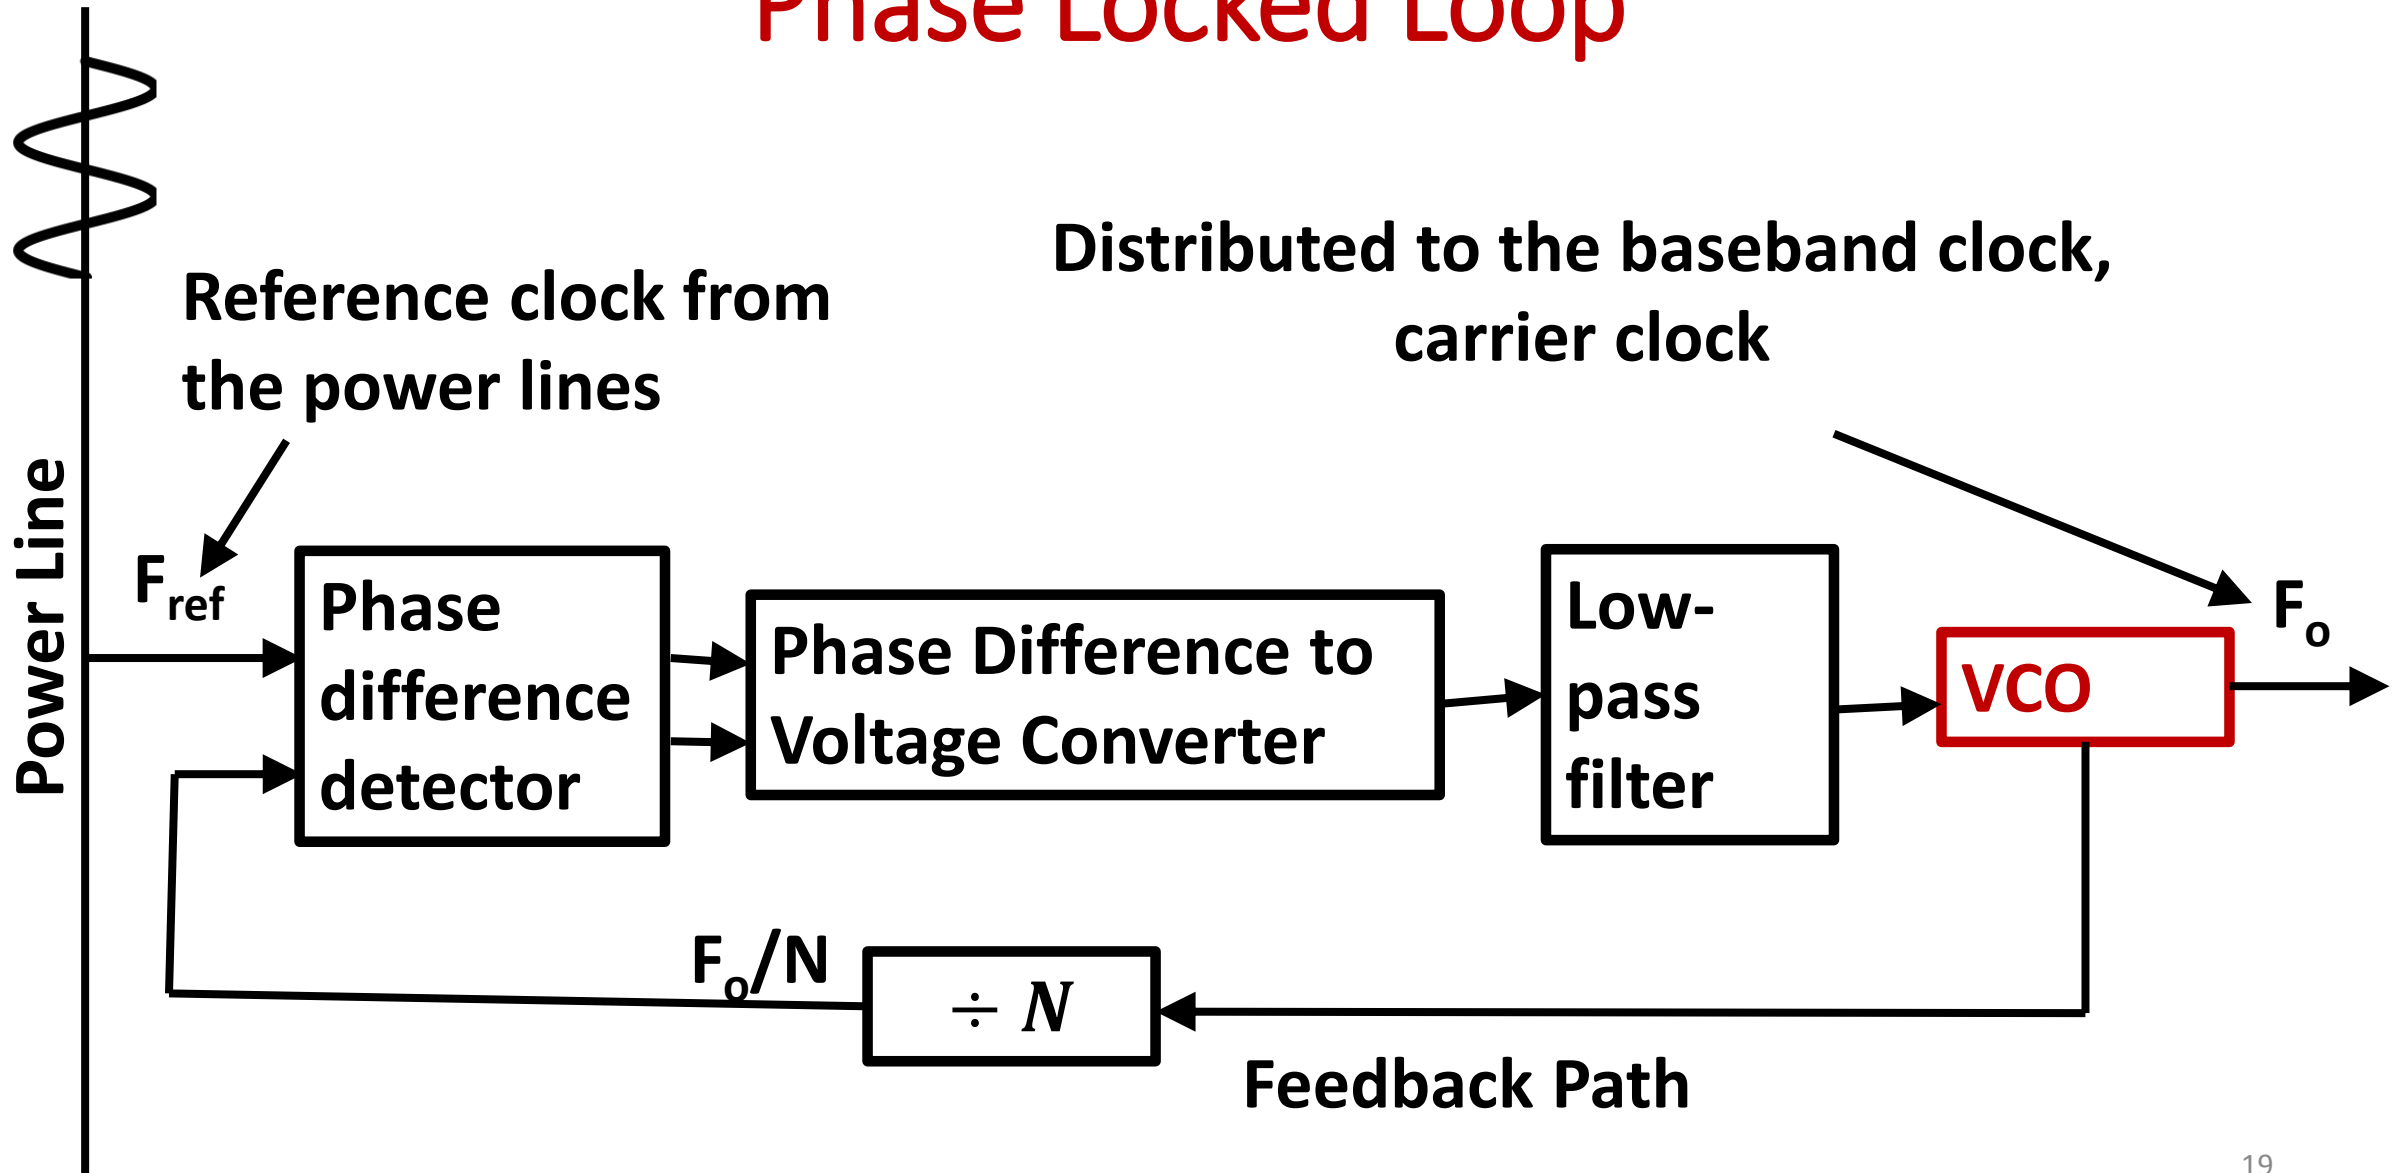 Phase Locked Loop
Distributed to the baseband clock,
carrier clock
Reference clock from
the power lines
Power Line
Fref
Phase
difference
detector
Phase Difference to
Voltage Converter
Low-
pass
filter
VCO
Fo
Fo/N
÷ N
Feedback Path
19